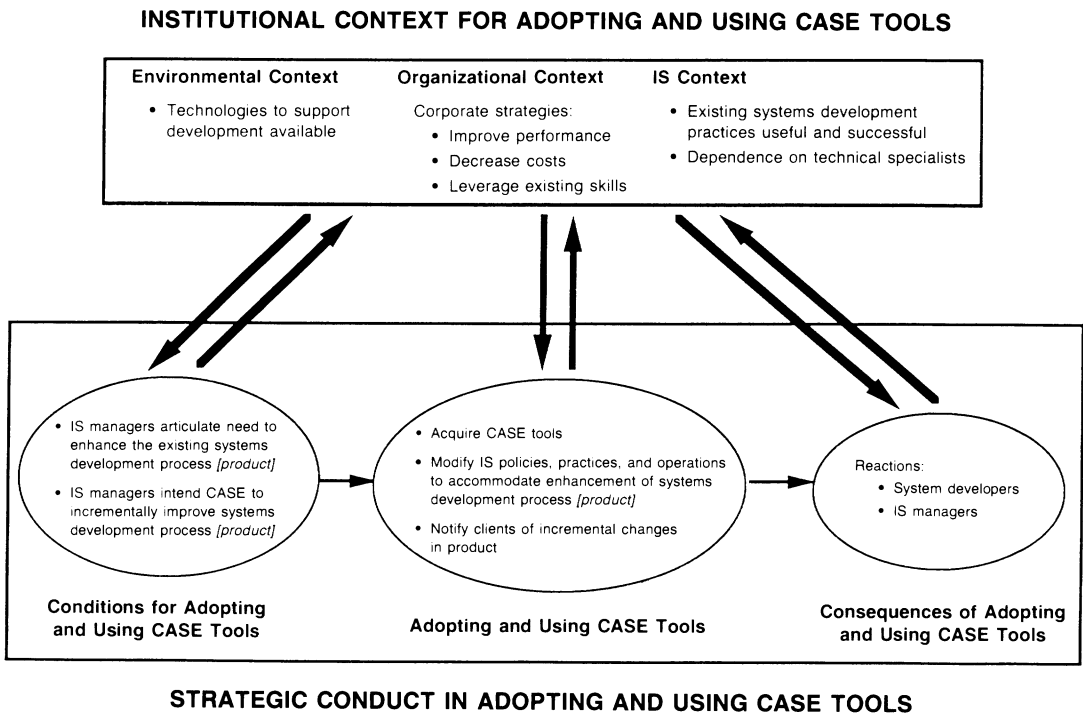 INSTITUTIONAL CONTEXT FOR ADOPTING AND USING CASE TOOLS
Environmental Context
• Technologies to support
development available
Organizational Context
Corporate strategies:
• Improve performance
• Decrease costs
• Leverage existing skills
IS Context
• Existing systems development
practices useful and successful
• Dependence on technical specialists
• IS managers articulate need to
enhance the existing systems
development process [product]
• IS managers intend CASE to
incrementally improve systems
development process [product]
Conditions for Adopting
and Using CASE Tools
• Acquire CASE tools
• Modify IS policies, practices, and operations
to accommodate enhancement of systems
development process [product]
• Notify clients of incremental changes
in product
Adopting and Using CASE Tools
Reactions:
• System developers
• IS managers
Consequences of Adopting
and Using CASE Tools
STRATEGIC CONDUCT IN ADOPTING AND USING CASE TOOLS